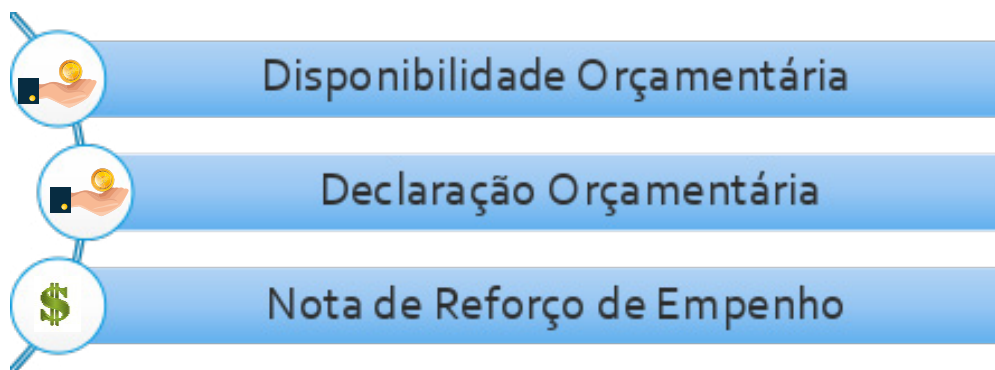 Disponibilidade Orçamentária
Declaração Orçamentária
Nota de Reforço de Empenho